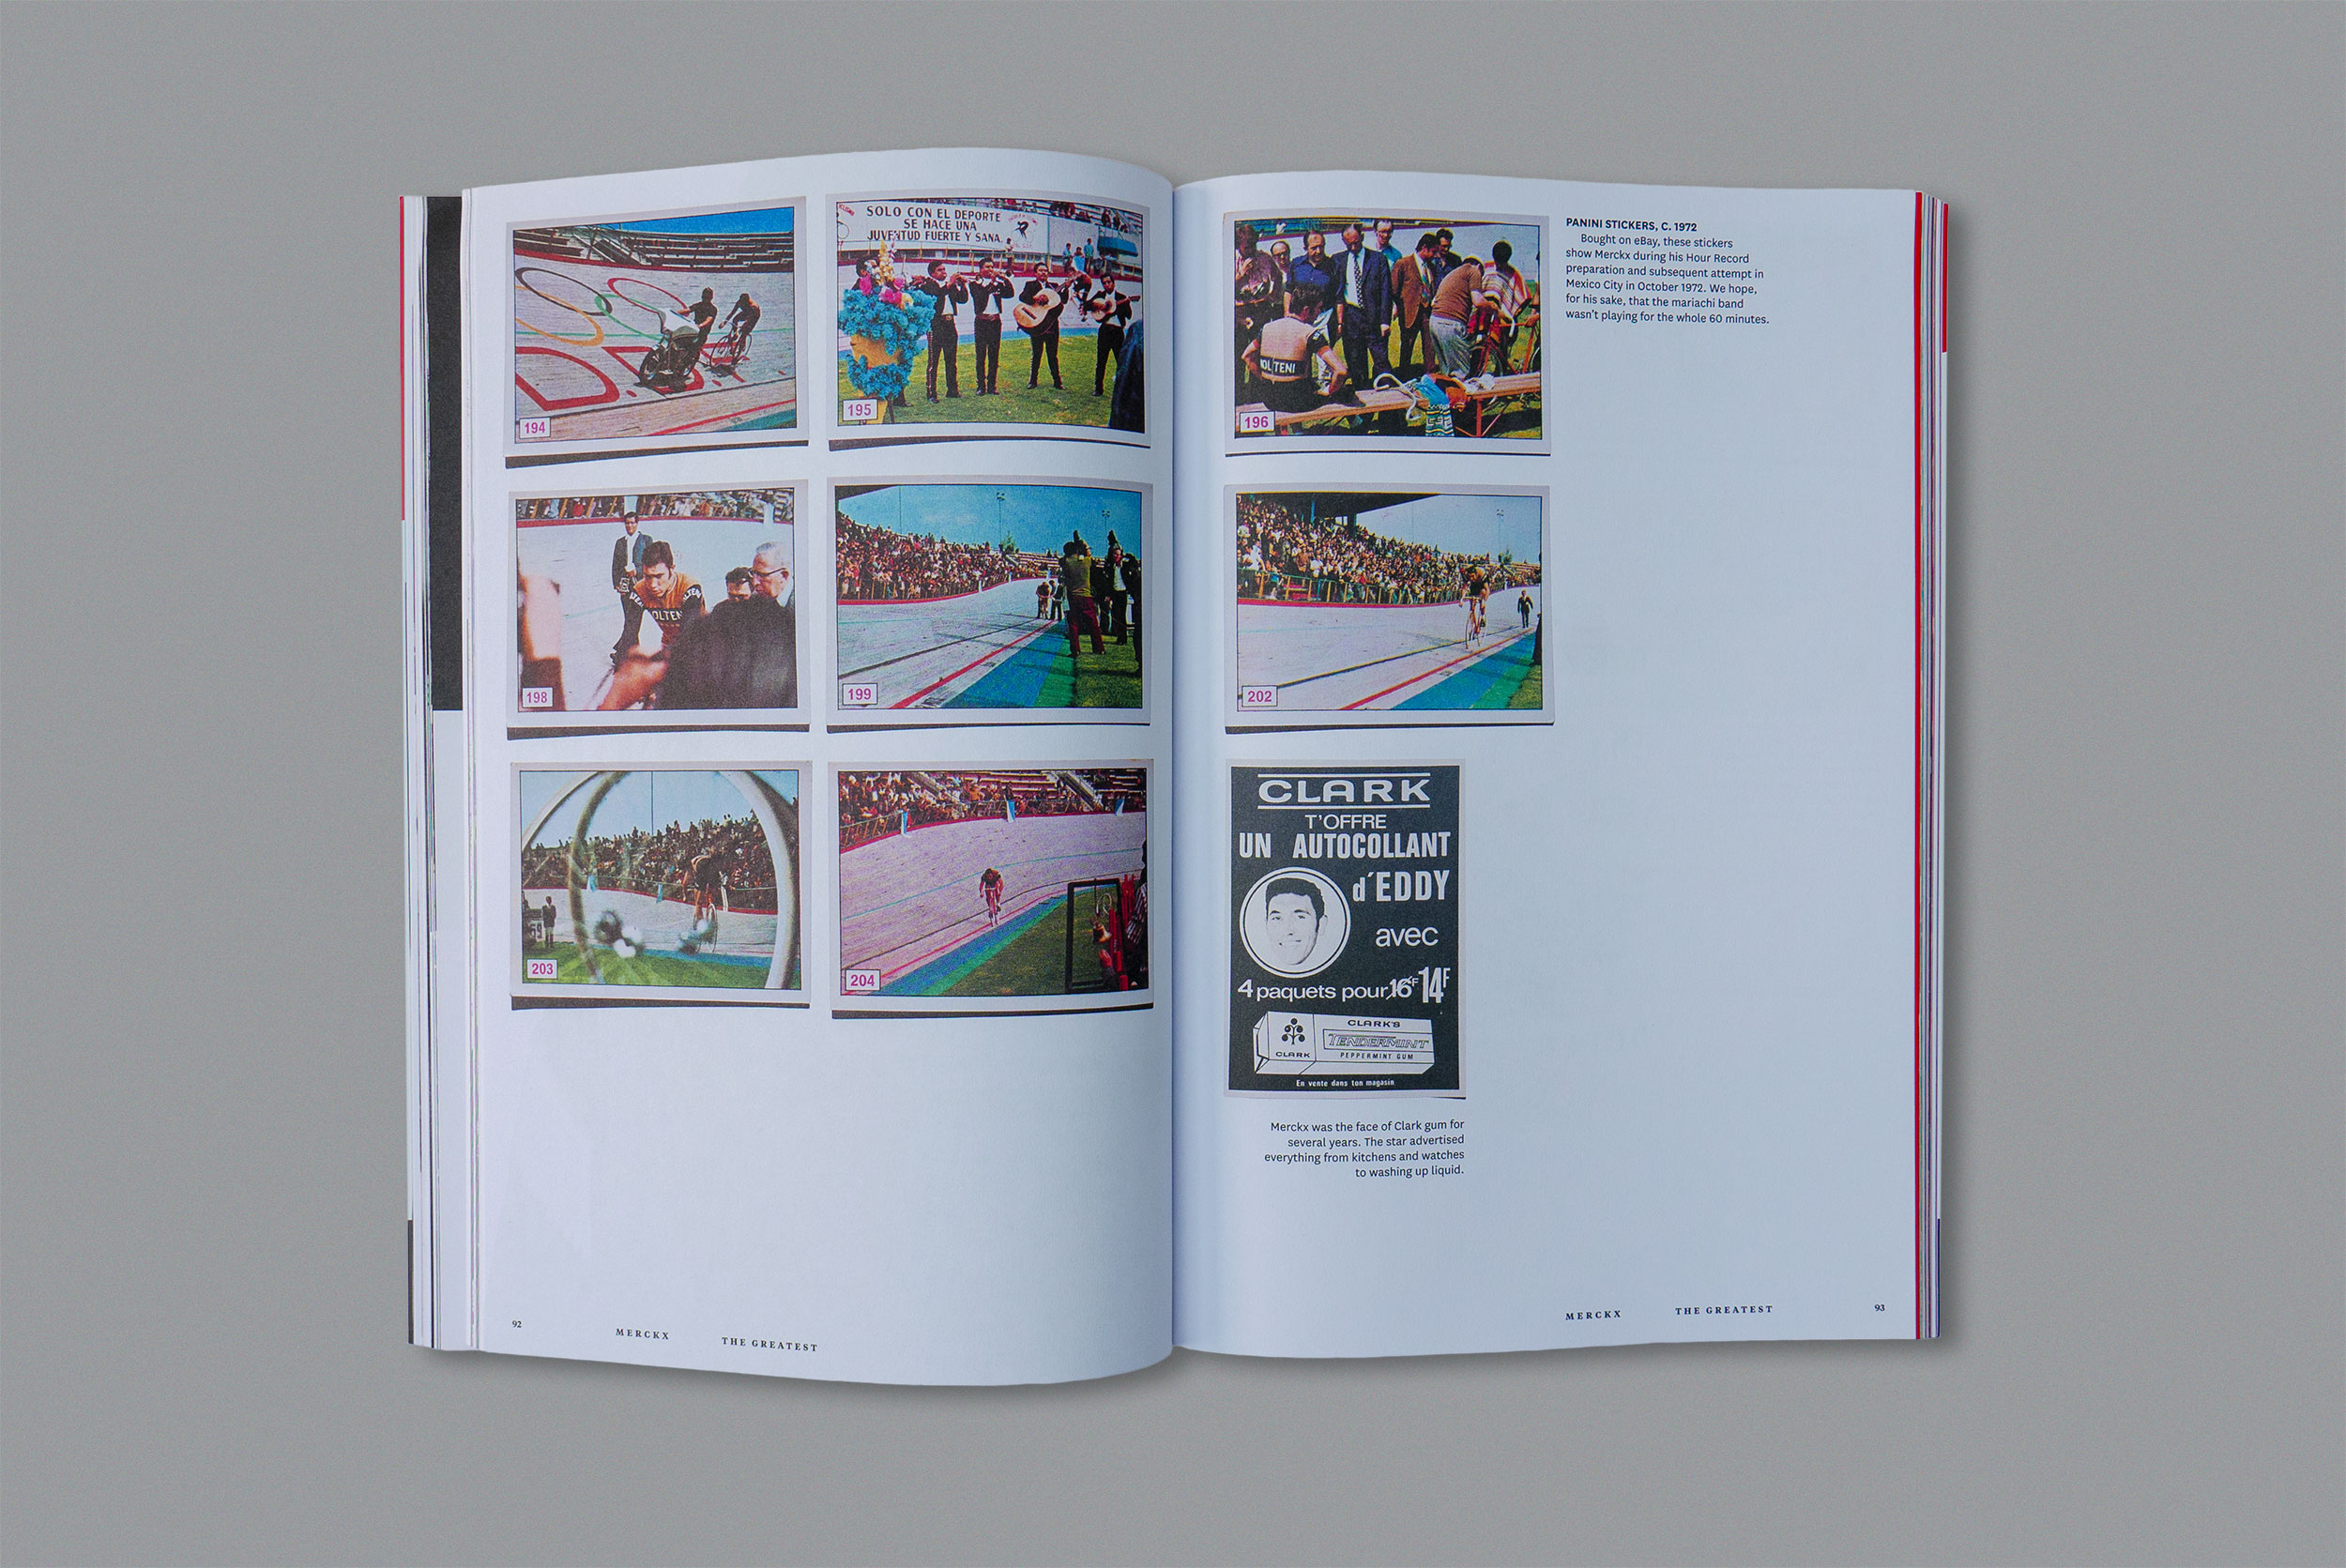 194
SOLO CON EL DEPORTE
SE HACE UNA
JUVENTUD FUERTE Y SANA.
195
198
199
203
204
92
MERCKX THE GREATEST
MOLTENI
196
PANINI STICKERS, C. 1972
Bought on eBay, these stickers
show Merckx during his Hour Record
preparation and subsequent attempt in
Mexico City in October 1972. We hope,
for his sake, that the mariachi band
wasn't playing for the whole 60 minutes.
202
CLARK
T'OFFRE
UN AUTOCOLLANT
d'EDDY
avec
4 paquets pour 16F 14F
CLARK
CLARK'S
TENDERMINT
PEPPERMINT GUM
En vente dans ton magasin
Merckx was the face of Clark gum for
several years. The star advertised
everything from kitchens and watches
to washing up liquid.
MERCKX THE GREATEST 93